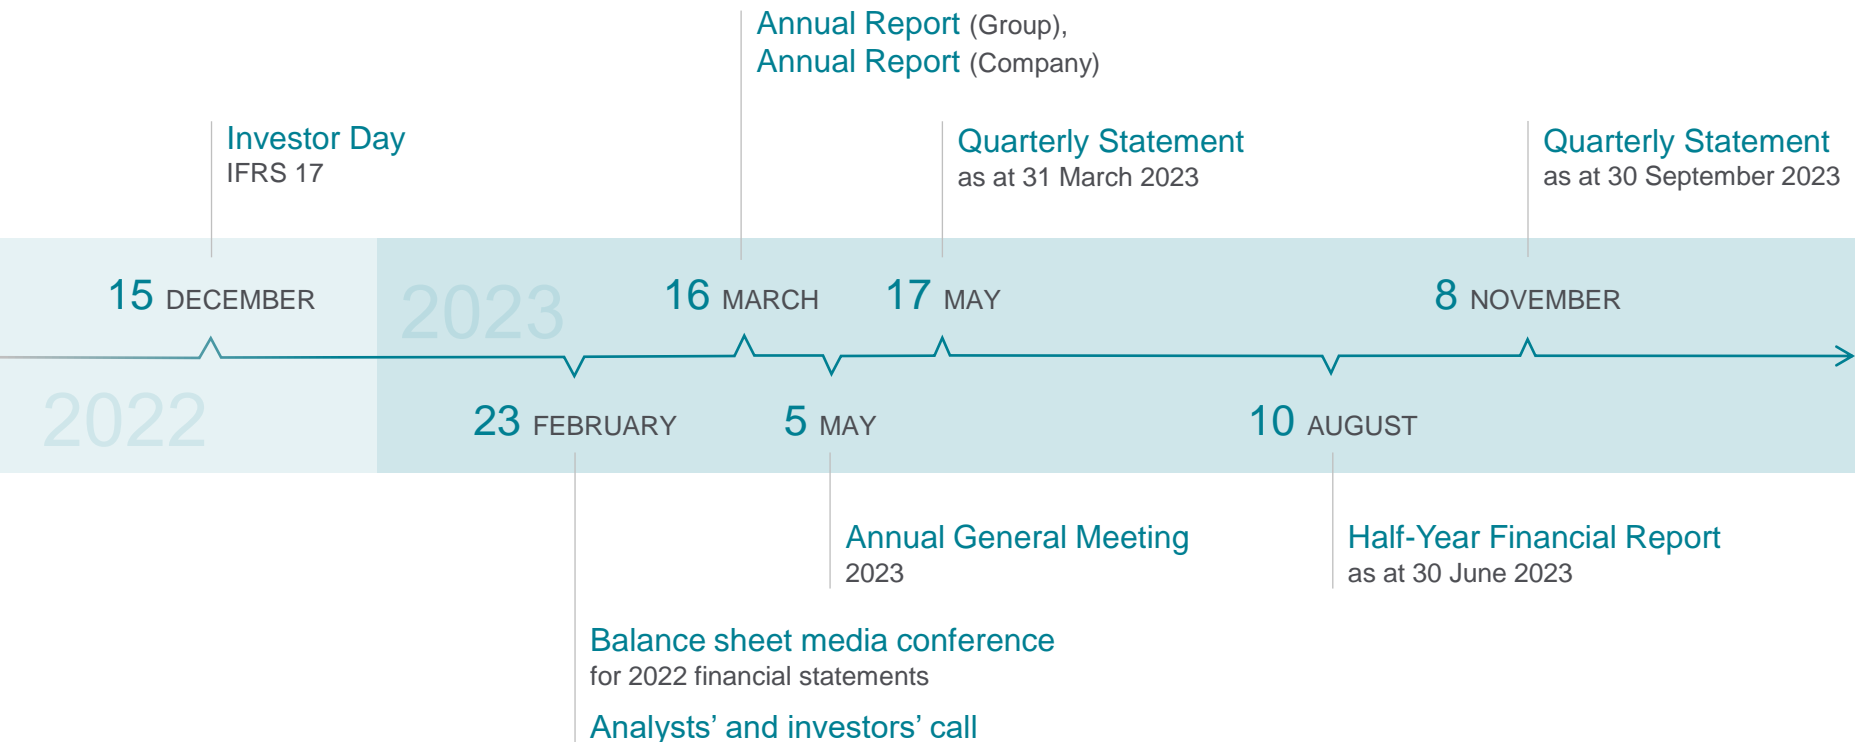 Annual Report (Group),
Annual Report (Company)
Investor Day
IFRS 17
Quarterly Statement
as at 31 March 2023
Quarterly Statement
as at 30 September 2023
15 DECEMBER
2023
16 MARCH
17 MAY
8 NOVEMBER
2022
23 FEBRUARY
5 MAY
10 AUGUST
Annual General Meeting
2023
Half-Year Financial Report
as at 30 June 2023
Balance sheet media conference
for 2022 financial statements
Analysts’ and investors’ call